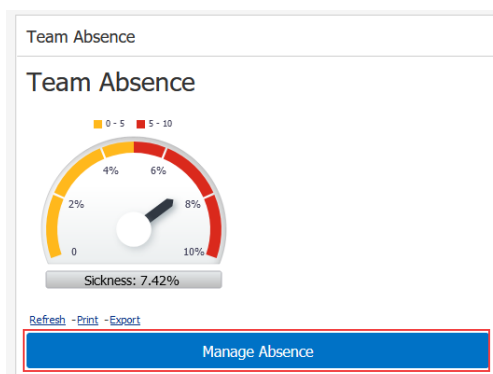 Team Absence
Team Absence
0 - 5 5 - 10
4% 6%
2% 8%
0 10%
Sickness: 7.42%
Refresh -Print -Export
Manage Absence